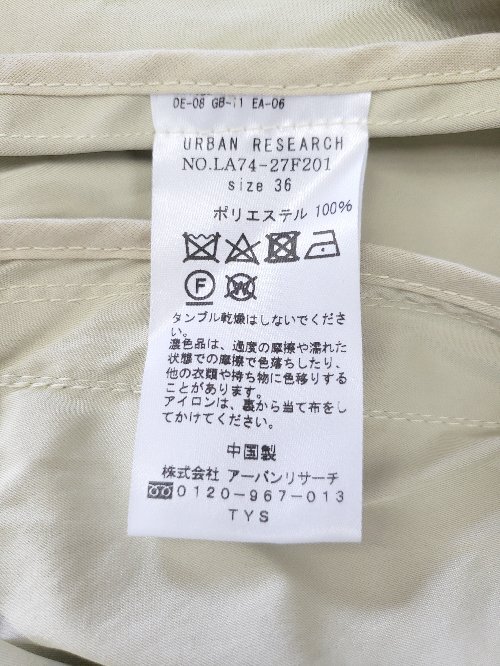 DE-08 GB-11 EA-06
URBAN RESEARCH
NO.LA74-27F201
size 36
ポリエステル 100%
F
W
タンブル乾燥はしないでくださ
い。
濃色品は、過度の摩擦や濡れた
状態での摩擦で色落ちしたり、
他の衣類や持ち物に色移りする
ことがあります。
アイロンは、裏から当て布をし
てかけてください。
中国製
株式会社 アーバンリサーチ
0120-967-013
TYS